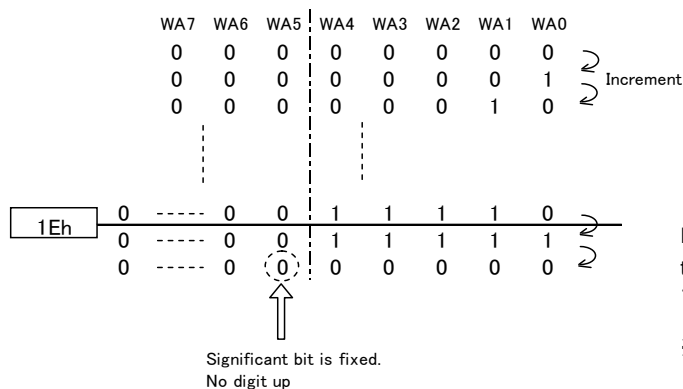 WA7 WA6 WA5 WA4 WA3 WA2 WA1 WA0
0 0 0 0 0 0 0 0
0 0 0 0 0 0 0 1
Increment
0 0 0 0 0 0 1 0
1Eh
0 ----- 0 0 1 1 1 1 0
0 ----- 0 0 1 1 1 1 1
0 ----- 0 0 0 0 0 0 0
Significant bit is fixed.
No digit up